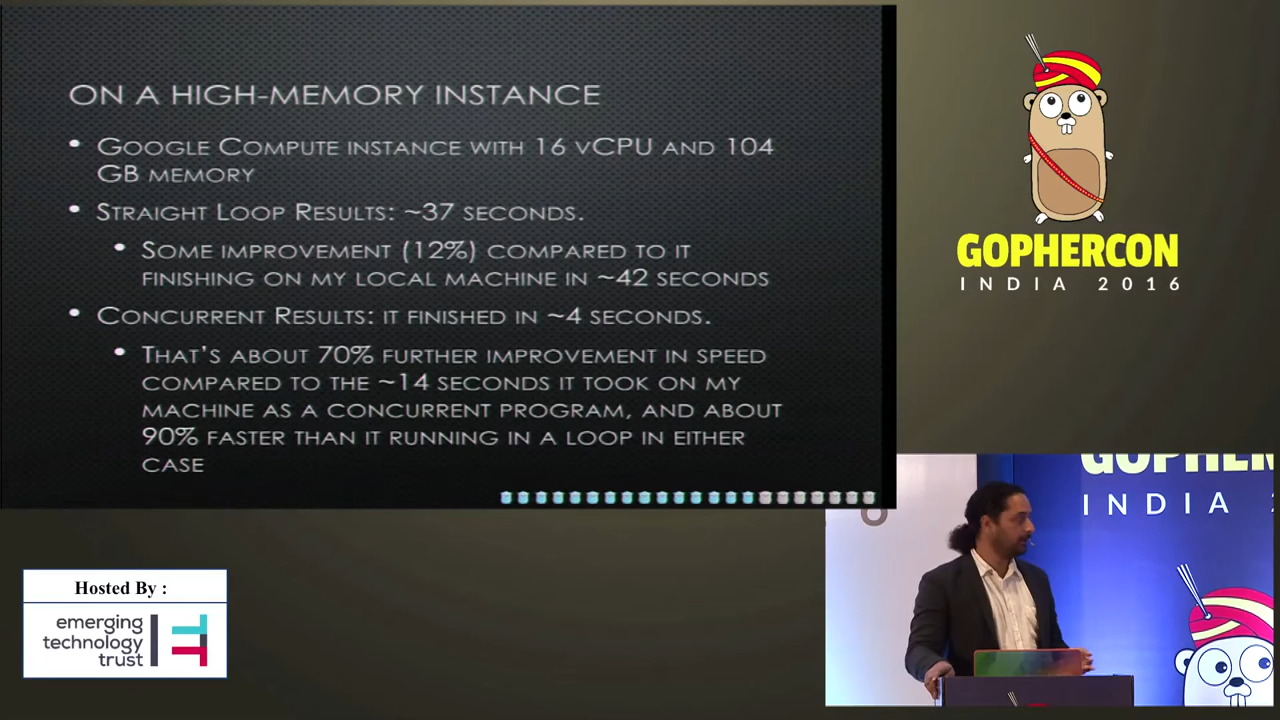 ON A HIGH-MEMORY INSTANCE
• GOOGLE COMPUTE INSTANCE WITH 16 VCPU AND 104
GB MEMORY
• STRAIGHT LOOP RESULTS: ~37 SECONDS.
• SOME IMPROVEMENT (12%) COMPARED TO IT
FINISHING ON MY LOCAL MACHINE IN ~42 SECONDS
• CONCURRENT RESULTS: IT FINISHED IN ~4 SECONDS.
• THAT'S ABOUT 70% FURTHER IMPROVEMENT IN SPEED
COMPARED TO THE ~14 SECONDS IT TOOK ON MY
MACHINE AS A CONCURRENT PROGRAM, AND ABOUT
90% FASTER THAN IT RUNNING IN A LOOP IN EITHER
CASE
GOPHERCON
INDIA 2016
GOPHER
INDIA 2
Hosted By :
emerging
technology
trust